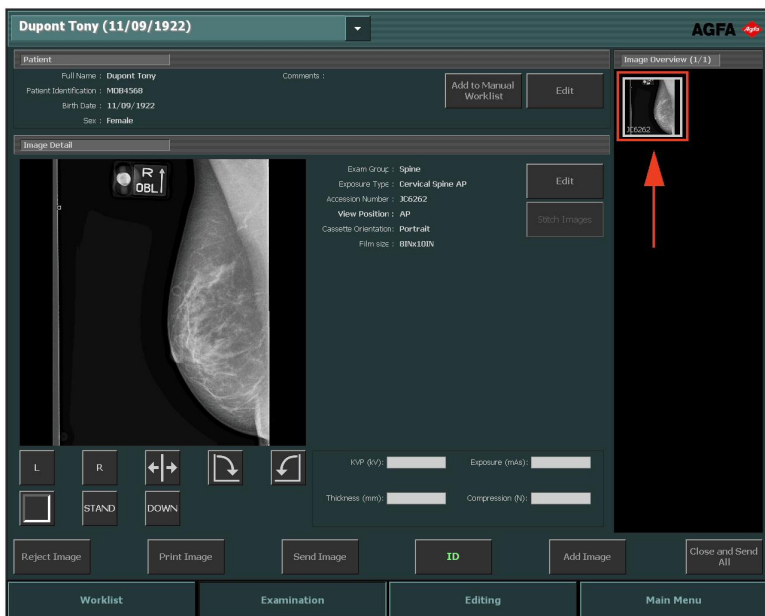 Dupont Tony (11/09/1922)
AGFA Agfa
Patient
Full Name : Dupont Tony
Patient Identification : MOB4568
Birth Date : 11/09/1922
Sex : Female
Comments :
Add to Manual
Worklist
Edit
Image Overview (1/1)
JC6262
Image Detail
R
OBL
Exam Group : Spine
Exposure Type : Cervical Spine AP
Accession Number : JC6262
View Position : AP
Cassette Orientation: Portrait
Film size : 8INx10IN
Edit
Stitch Images
L
R
STAND
DOWN
KVP (kV):
Exposure (mAs):
Thickness (mm):
Compression (N):
Reject Image
Print Image
Send Image
ID
Add Image
Close and Send
All
Worklist
Examination
Editing
Main Menu